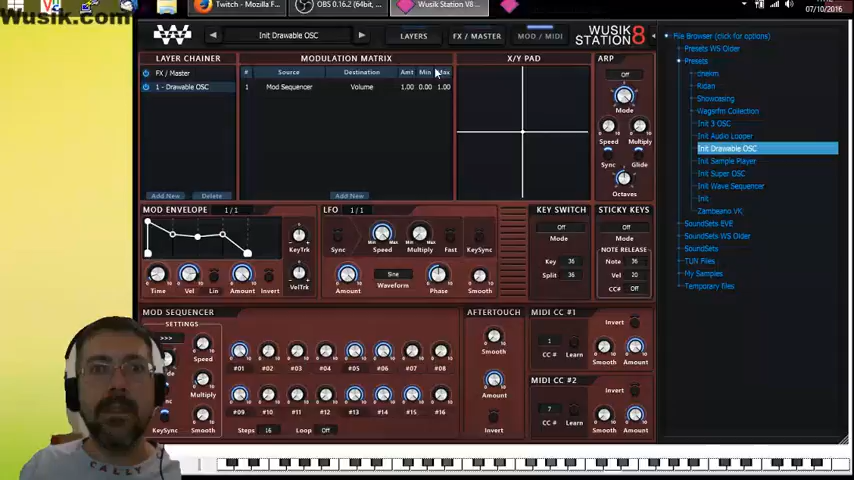 Wusik.com
Twitch - Mozilla F...
OBS 0.16.2 (64bit, ...
Wusik Station V8 ...
07/10/2016
Init Drawable OSC
LAYERS
FX / MASTER
MOD / MIDI
WUSIK
STATION 8
LAYER CHAINER
FX / Master
1 - Drawable OSC
Add New
Delete
MODULATION MATRIX
# Source Destination Amt Min Max
1 Mod Sequencer Volume 1.00 0.00 1.00
Add New
X/Y PAD
ARP
Off
Mode
Speed Multiply
Sync Glide
Octaves
MOD ENVELOPE 1/1
KeyTrk
Time Vel Lin Amount Invert VelTrk
LFO 1/1
Sync Speed Multiply Fast KeySync
Min Max Min Max
Amount Sine Phase Smooth
Waveform
KEY SWITCH
Off
Mode
Key 36
Split 36
STICKY KEYS
Off
Mode
NOTE RELEASE
Note 36
Vel 20
CC# Off
MOD SEQUENCER
SETTINGS
>>>
Speed
Multiply
KeySync
Smooth
#01 #02 #03 #04 #05 #06 #07 #08
#09 #10 #11 #12 #13 #14 #15 #16
Steps 16 Loop Off
AFTERTOUCH
Smooth
Amount
Invert
MIDI CC #1
Invert
1
CC # Learn
Smooth Amount
MIDI CC #2
Invert
7
CC # Learn
Smooth Amount
File Browser (click for options)
Presets WS Older
Presets
Ridan
Showcasing
Wagsrfm Collection
Init 3 OSC
Init Audio Looper
Init Drawable OSC
Init Sample Player
Init Super OSC
Init Wave Sequencer
Init
Zambeano VK
SoundSets EVE
SoundSets WS Older
SoundSets
TUN Files
My Samples
Temporary files
CALLY